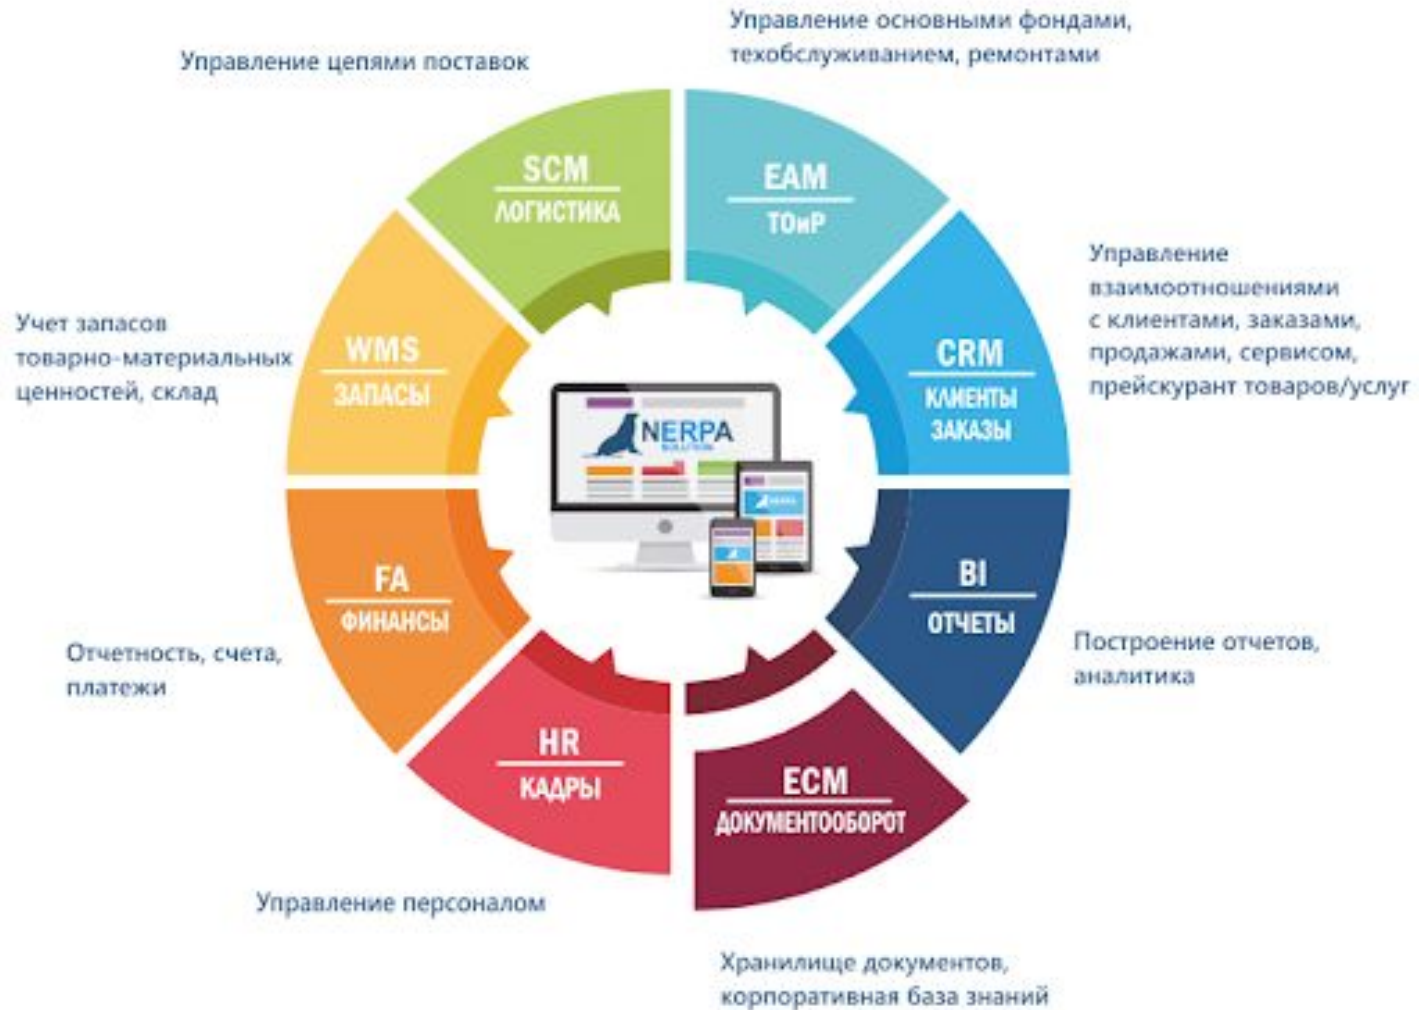 Управление основными фондами,
техобслуживанием, ремонтами
Управление цепями поставок
SCM
ЛОГИСТИКА
EAM
ТОиР
Управление
взаимоотношениями
с клиентами, заказами,
продажами, сервисом,
прейскурант товаров/услуг
Учет запасов
товарно-материальных
ценностей, склад
WMS
ЗАПАСЫ
CRM
КЛИЕНТЫ
ЗАКАЗЫ
NERPA
SOLUTION
NERPA
FA
ФИНАНСЫ
BI
ОТЧЕТЫ
Отчетность, счета,
платежи
Построение отчетов,
аналитика
HR
КАДРЫ
ECM
ДОКУМЕНТООБОРОТ
Управление персоналом
Хранилище документов,
корпоративная база знаний